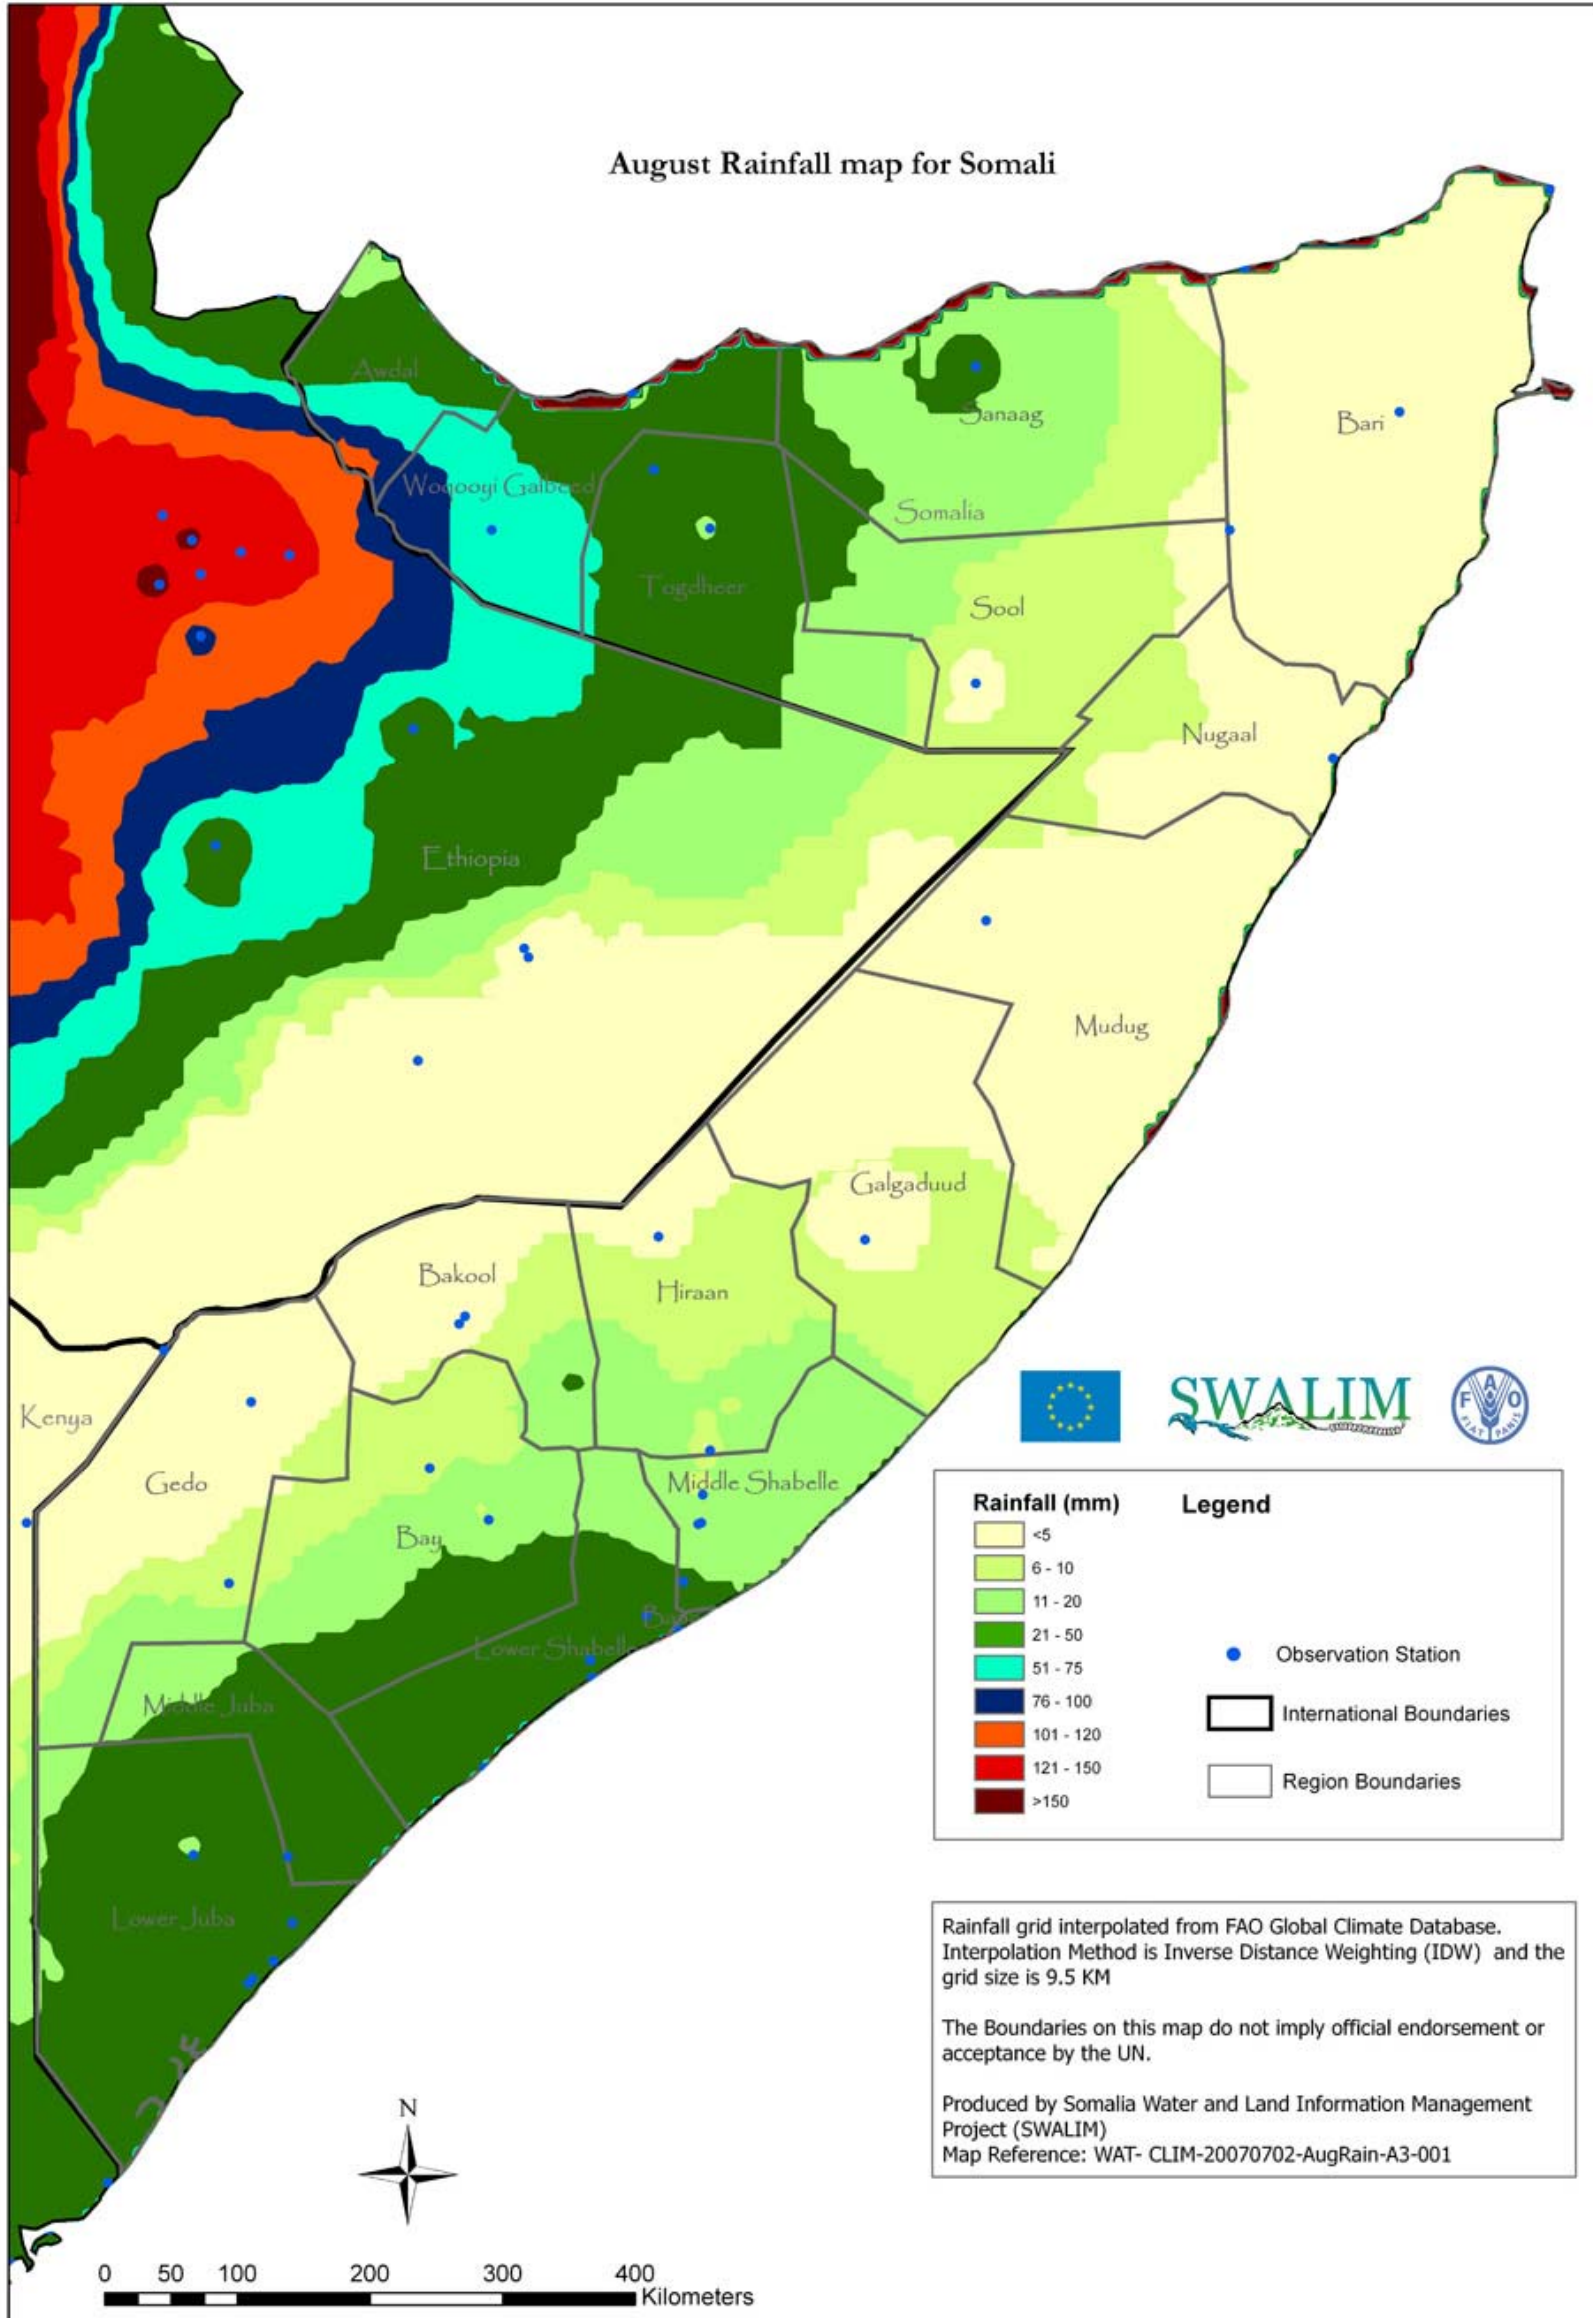 August Rainfall map for Somali
Awdal
Sanaag
Bari
Woqooyi Galbeed
Somalia
Togdheer
Sool
Nugaal
Ethiopia
Mudug
Galgaduud
Bakool
Hiraan
Kenya
Gedo
Middle Shabelle
Bay
Lower Shabelle
Middle Juba
Lower Juba
SWALIM
FAO
FIAT PANIS
Rainfall (mm)
Legend
<5
6 - 10
11 - 20
21 - 50
51 - 75
76 - 100
101 - 120
121 - 150
>150
Observation Station
International Boundaries
Region Boundaries
Rainfall grid interpolated from FAO Global Climate Database.
Interpolation Method is Inverse Distance Weighting (IDW) and the
grid size is 9.5 KM
The Boundaries on this map do not imply official endorsement or
acceptance by the UN.
Produced by Somalia Water and Land Information Management
Project (SWALIM)
Map Reference: WAT- CLIM-20070702-AugRain-A3-001
N
0 50 100 200 300 400
Kilometers